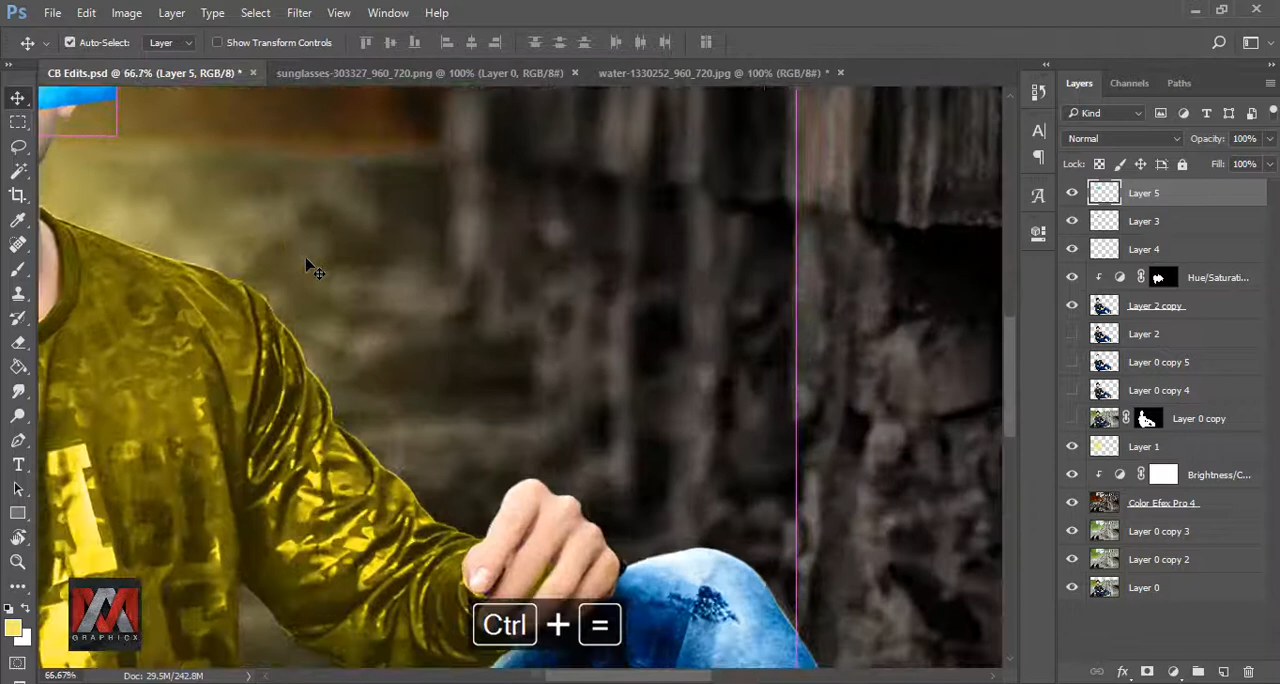 Ps File Edit Image Layer Type Select Filter View Window Help
Auto-Select: Layer Show Transform Controls
CB Edits.psd @ 66.7% (Layer 5, RGB/8) * × sunglasses-303327_960_720.png @ 100% (Layer 0, RGB/8#) × water-1330252_960_720.jpg @ 100% (RGB/8#) * ×
Layers Channels Paths
Kind
Normal Opacity: 100%
Lock: Fill: 100%
Layer 5
Layer 3
Layer 4
Hue/Saturati...
Layer 2 copy
Layer 2
Layer 0 copy 5
Layer 0 copy 4
Layer 0 copy
Layer 1
Brightness/C...
Color Efex Pro 4
Layer 0 copy 3
Layer 0 copy 2
Layer 0
GRAPHICX
Ctrl + =
66.67% Doc: 29.5M/242.8M